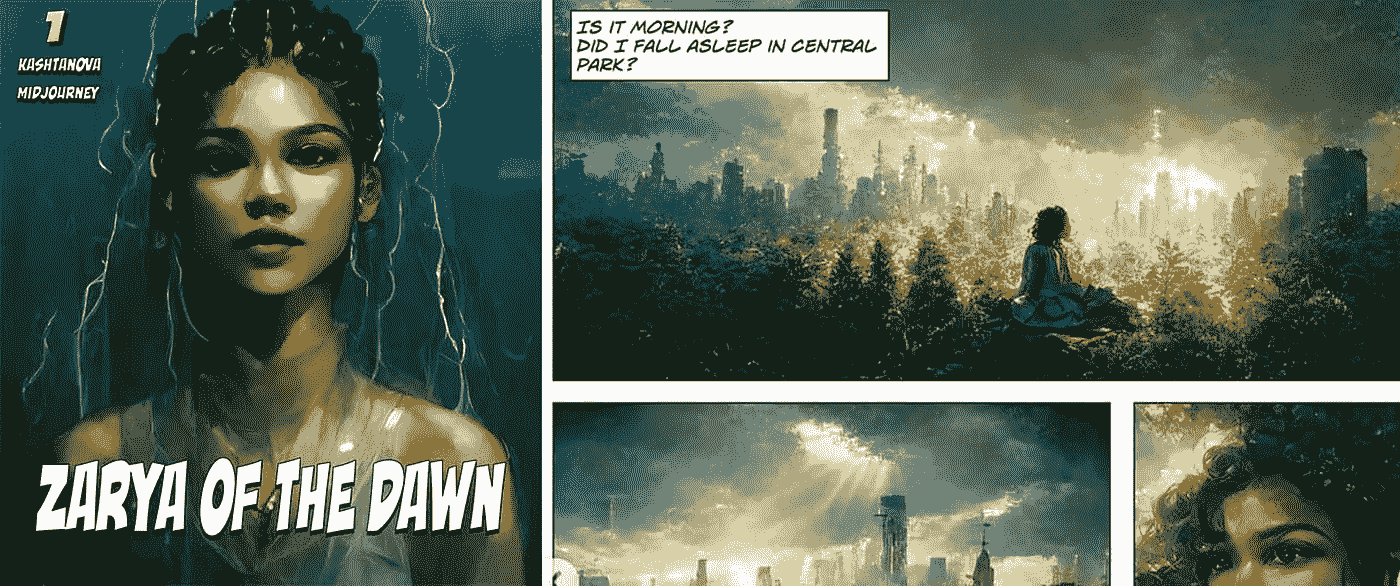 1
KASHTANOVA
MIDJOURNEY
ZARYA OF THE DAWN
IS IT MORNING?
DID I FALL ASLEEP IN CENTRAL
PARK?